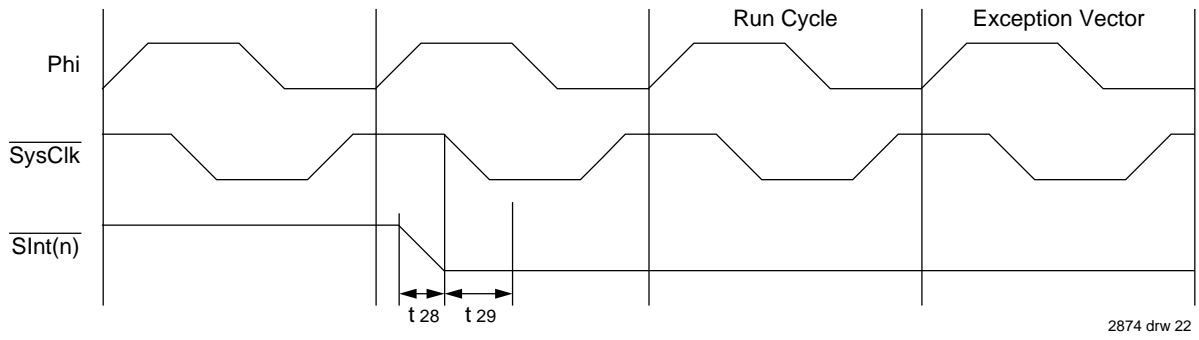 Run Cycle Exception Vector
Phi
SysClk
SInt(n)
t 28 t 29
2874 drw 22